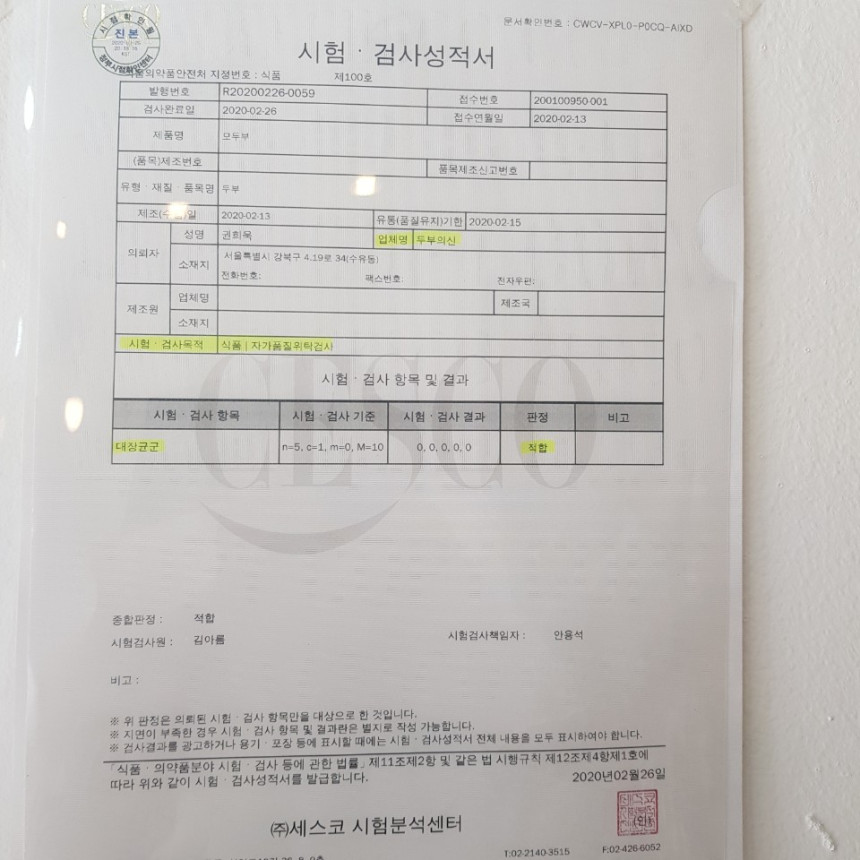 CESCO
시험확인용
진본
문서확인번호 : CWCV-XPL0-P0CQ-AIXD
시험 · 검사성적서
식품의약품안전처 지정번호 : 식품 제100호
발행번호 R20200226-0059 접수번호 200100950-001
검사완료일 2020-02-26 접수연월일 2020-02-13
제품명 모두부
(품목)제조번호 품목제조신고번호
유형 · 재질 · 품목명 두부
제조( 일 2020-02-13 유통(품질유지)기한 2020-02-15
의뢰자 성명 권희욱 업체명 두부의신
소재지 서울특별시 강북구 4.19로 34(수유동)
전화번호: 팩스번호: 전자우편:
제조원 업체명 제조국
소재지
시험 · 검사목적 식품 | 자가품질위탁검사
CESCO
시험 · 검사 항목 및 결과
시험 · 검사 항목 시험 · 검사 기준 시험 · 검사 결과 판정 비고
대장균군 n=5, c=1, m=0, M=10 0, 0, 0, 0, 0 적합
종합판정 : 적합
시험검사원 : 김아름 시험검사책임자 : 안용석
비고 :
※ 위 판정은 의뢰된 시험 · 검사 항목만을 대상으로 한 것입니다.
※ 지면이 부족한 경우 시험 · 검사 항목 및 결과란은 별지로 작성 가능합니다.
※ 검사결과를 광고하거나 용기 · 포장 등에 표시할 때에는 시험 · 검사성적서 전체 내용을 모두 표시하여야 합니다.
「식품 · 의약품분야 시험 · 검사 등에 관한 법률」 제11조제2항 및 같은 법 시행규칙 제12조제4항제1호에
따라 위와 같이 시험 · 검사성적서를 발급합니다.
2020년02월26일
(주)세스코 시험분석센터
(인)
T:02-2140-3515 F:02-426-6052